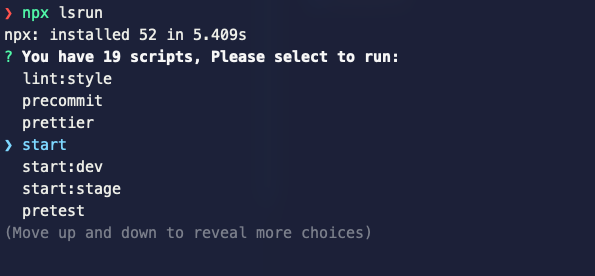 ❯ npx lsrun
npx: installed 52 in 5.409s
? You have 19 scripts, Please select to run:
lint:style
precommit
prettier
❯ start
start:dev
start:stage
pretest
(Move up and down to reveal more choices)